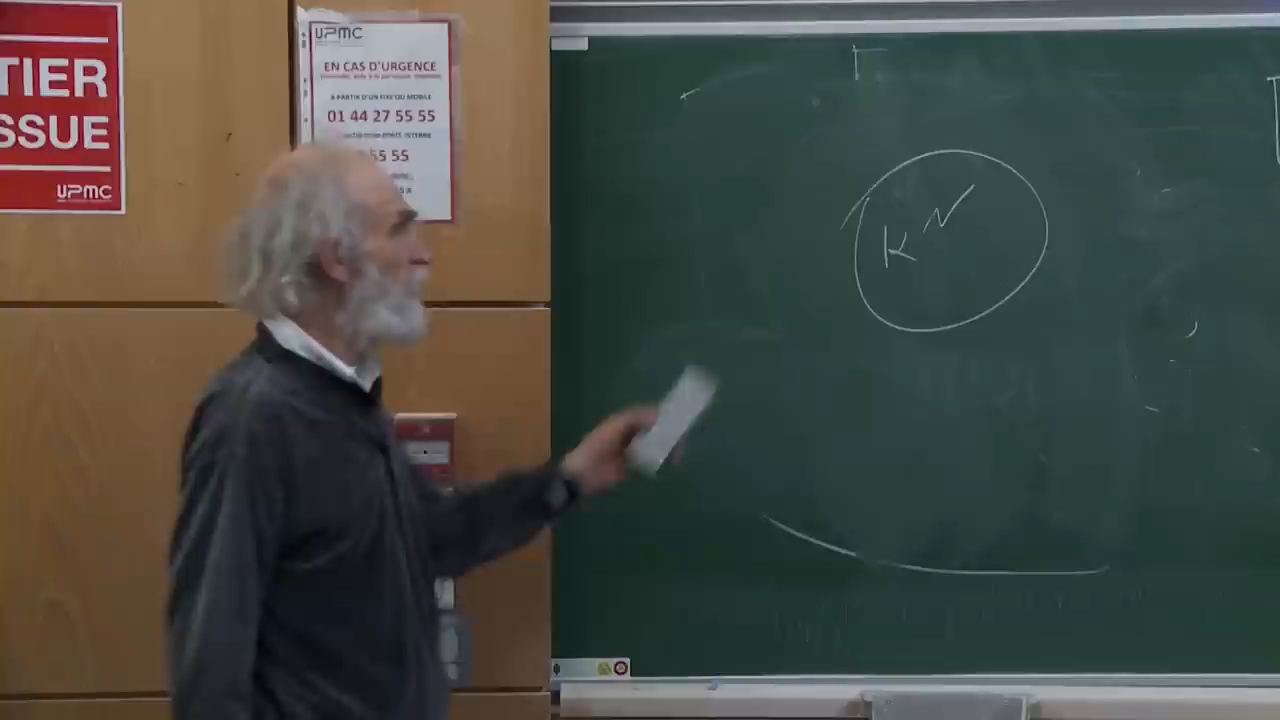 TIER
SSUE
UPMC
UPMC
EN CAS D'URGENCE
À PARTIR D'UN FIXE OU MOBILE
01 44 27 55 55
55 55
K^N